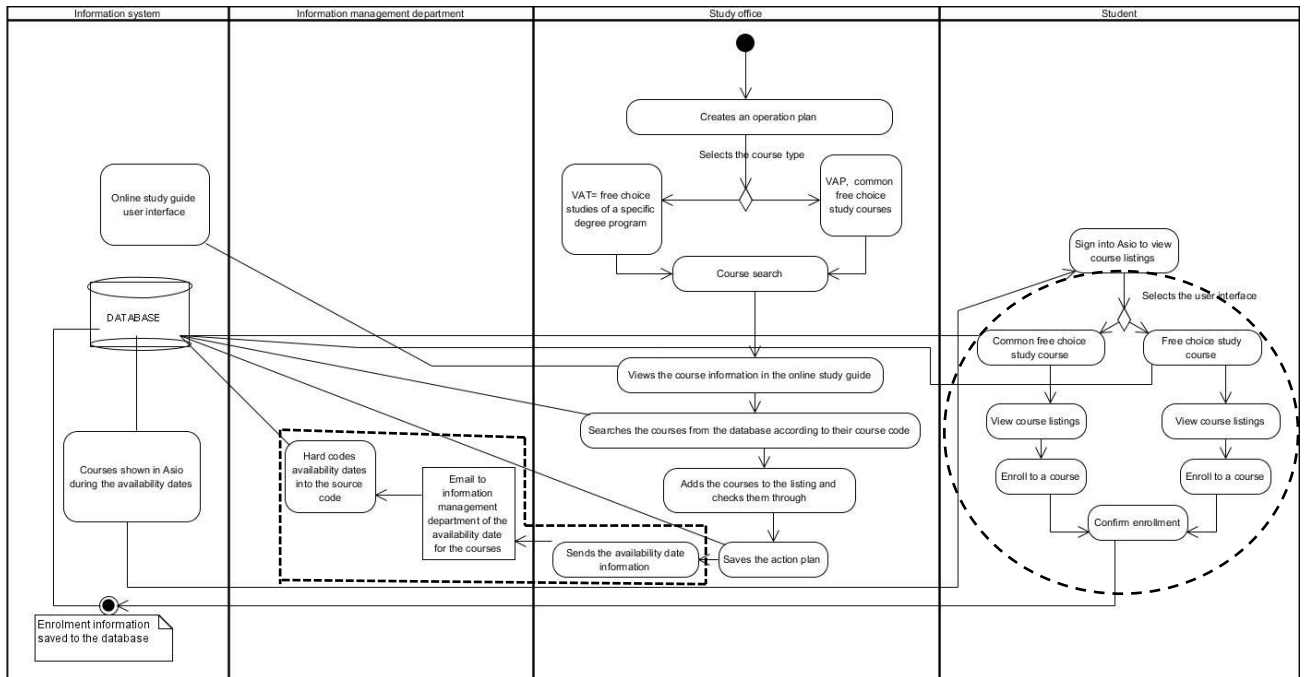 Information system
Information management department
Study office
Student
Creates an operation plan
Selects the course type
VAT= free choice
studies of a specific
degree program
VAP, common
free choice
study courses
Online study guide
user interface
Sign into Asio to view
course listings
Course search
Selects the user interface
DATABASE
Common free choice
study course
Free choice study
course
Views the course information in the online study guide
View course listings
View course listings
Searches the courses from the database according to their course code
Courses shown in Asio
during the availability dates
Hard codes
availability dates
into the source
code
Email to
information
management
department of the
availability date
for the courses
Adds the courses to the listing and
checks them through
Enroll to a course
Enroll to a course
Confirm enrollment
Sends the availability date
information
Saves the action plan
Enrolment information
saved to the database